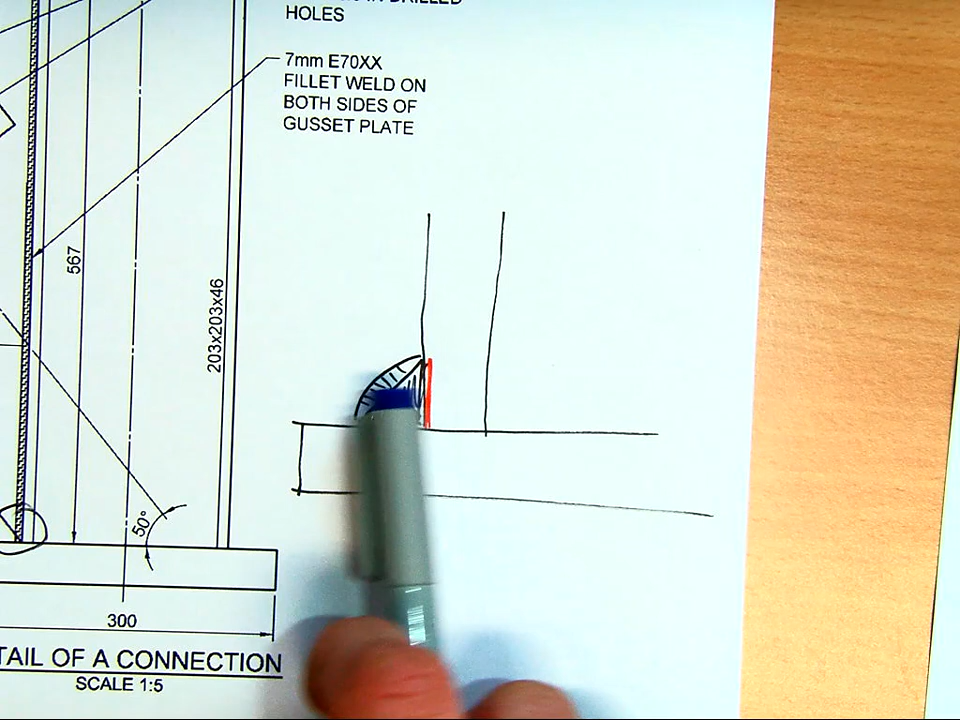 HOLES
7mm E70XX
FILLET WELD ON
BOTH SIDES OF
GUSSET PLATE
567
203x203x46
50°
300
TAIL OF A CONNECTION
SCALE 1:5